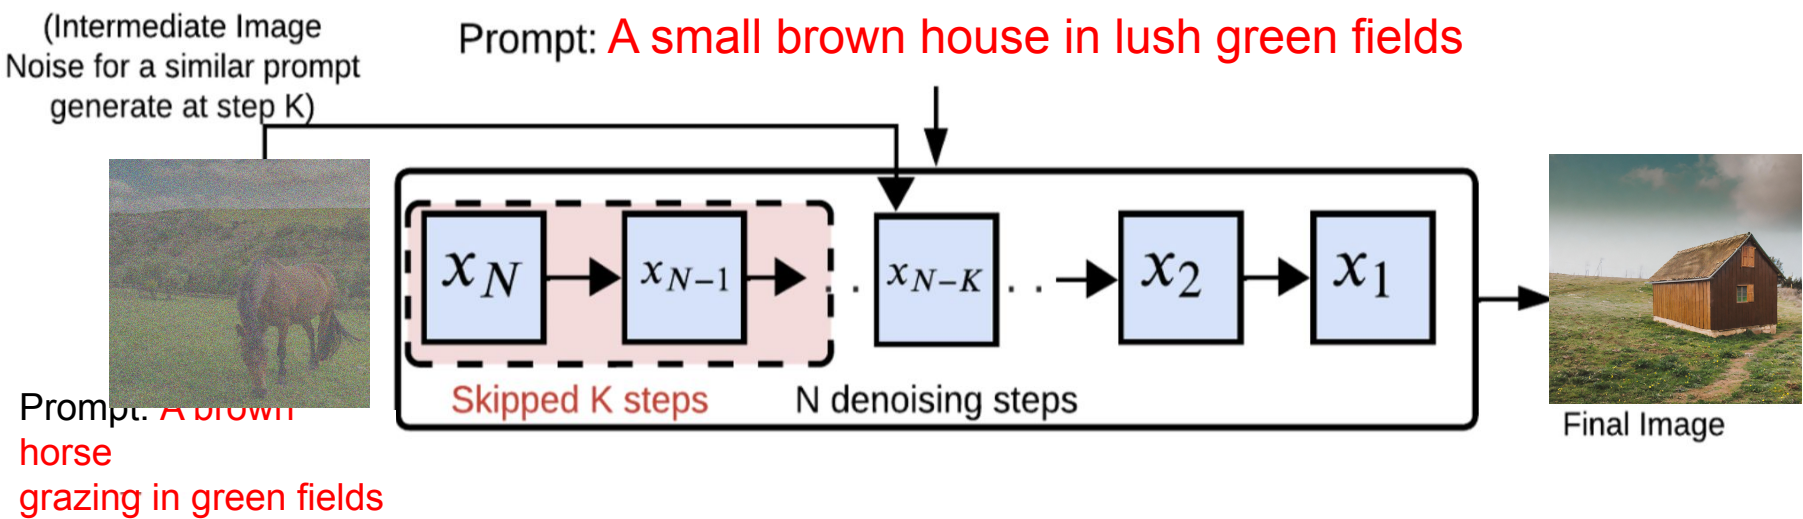 (Intermediate Image
Noise for a similar prompt
generate at step K)
Prompt: A small brown house in lush green fields
x_N
x_{N-1}
. .
x_{N-K}
. .
x_2
x_1
Skipped K steps
N denoising steps
Final Image
Prompt: A brown
horse
grazing in green fields